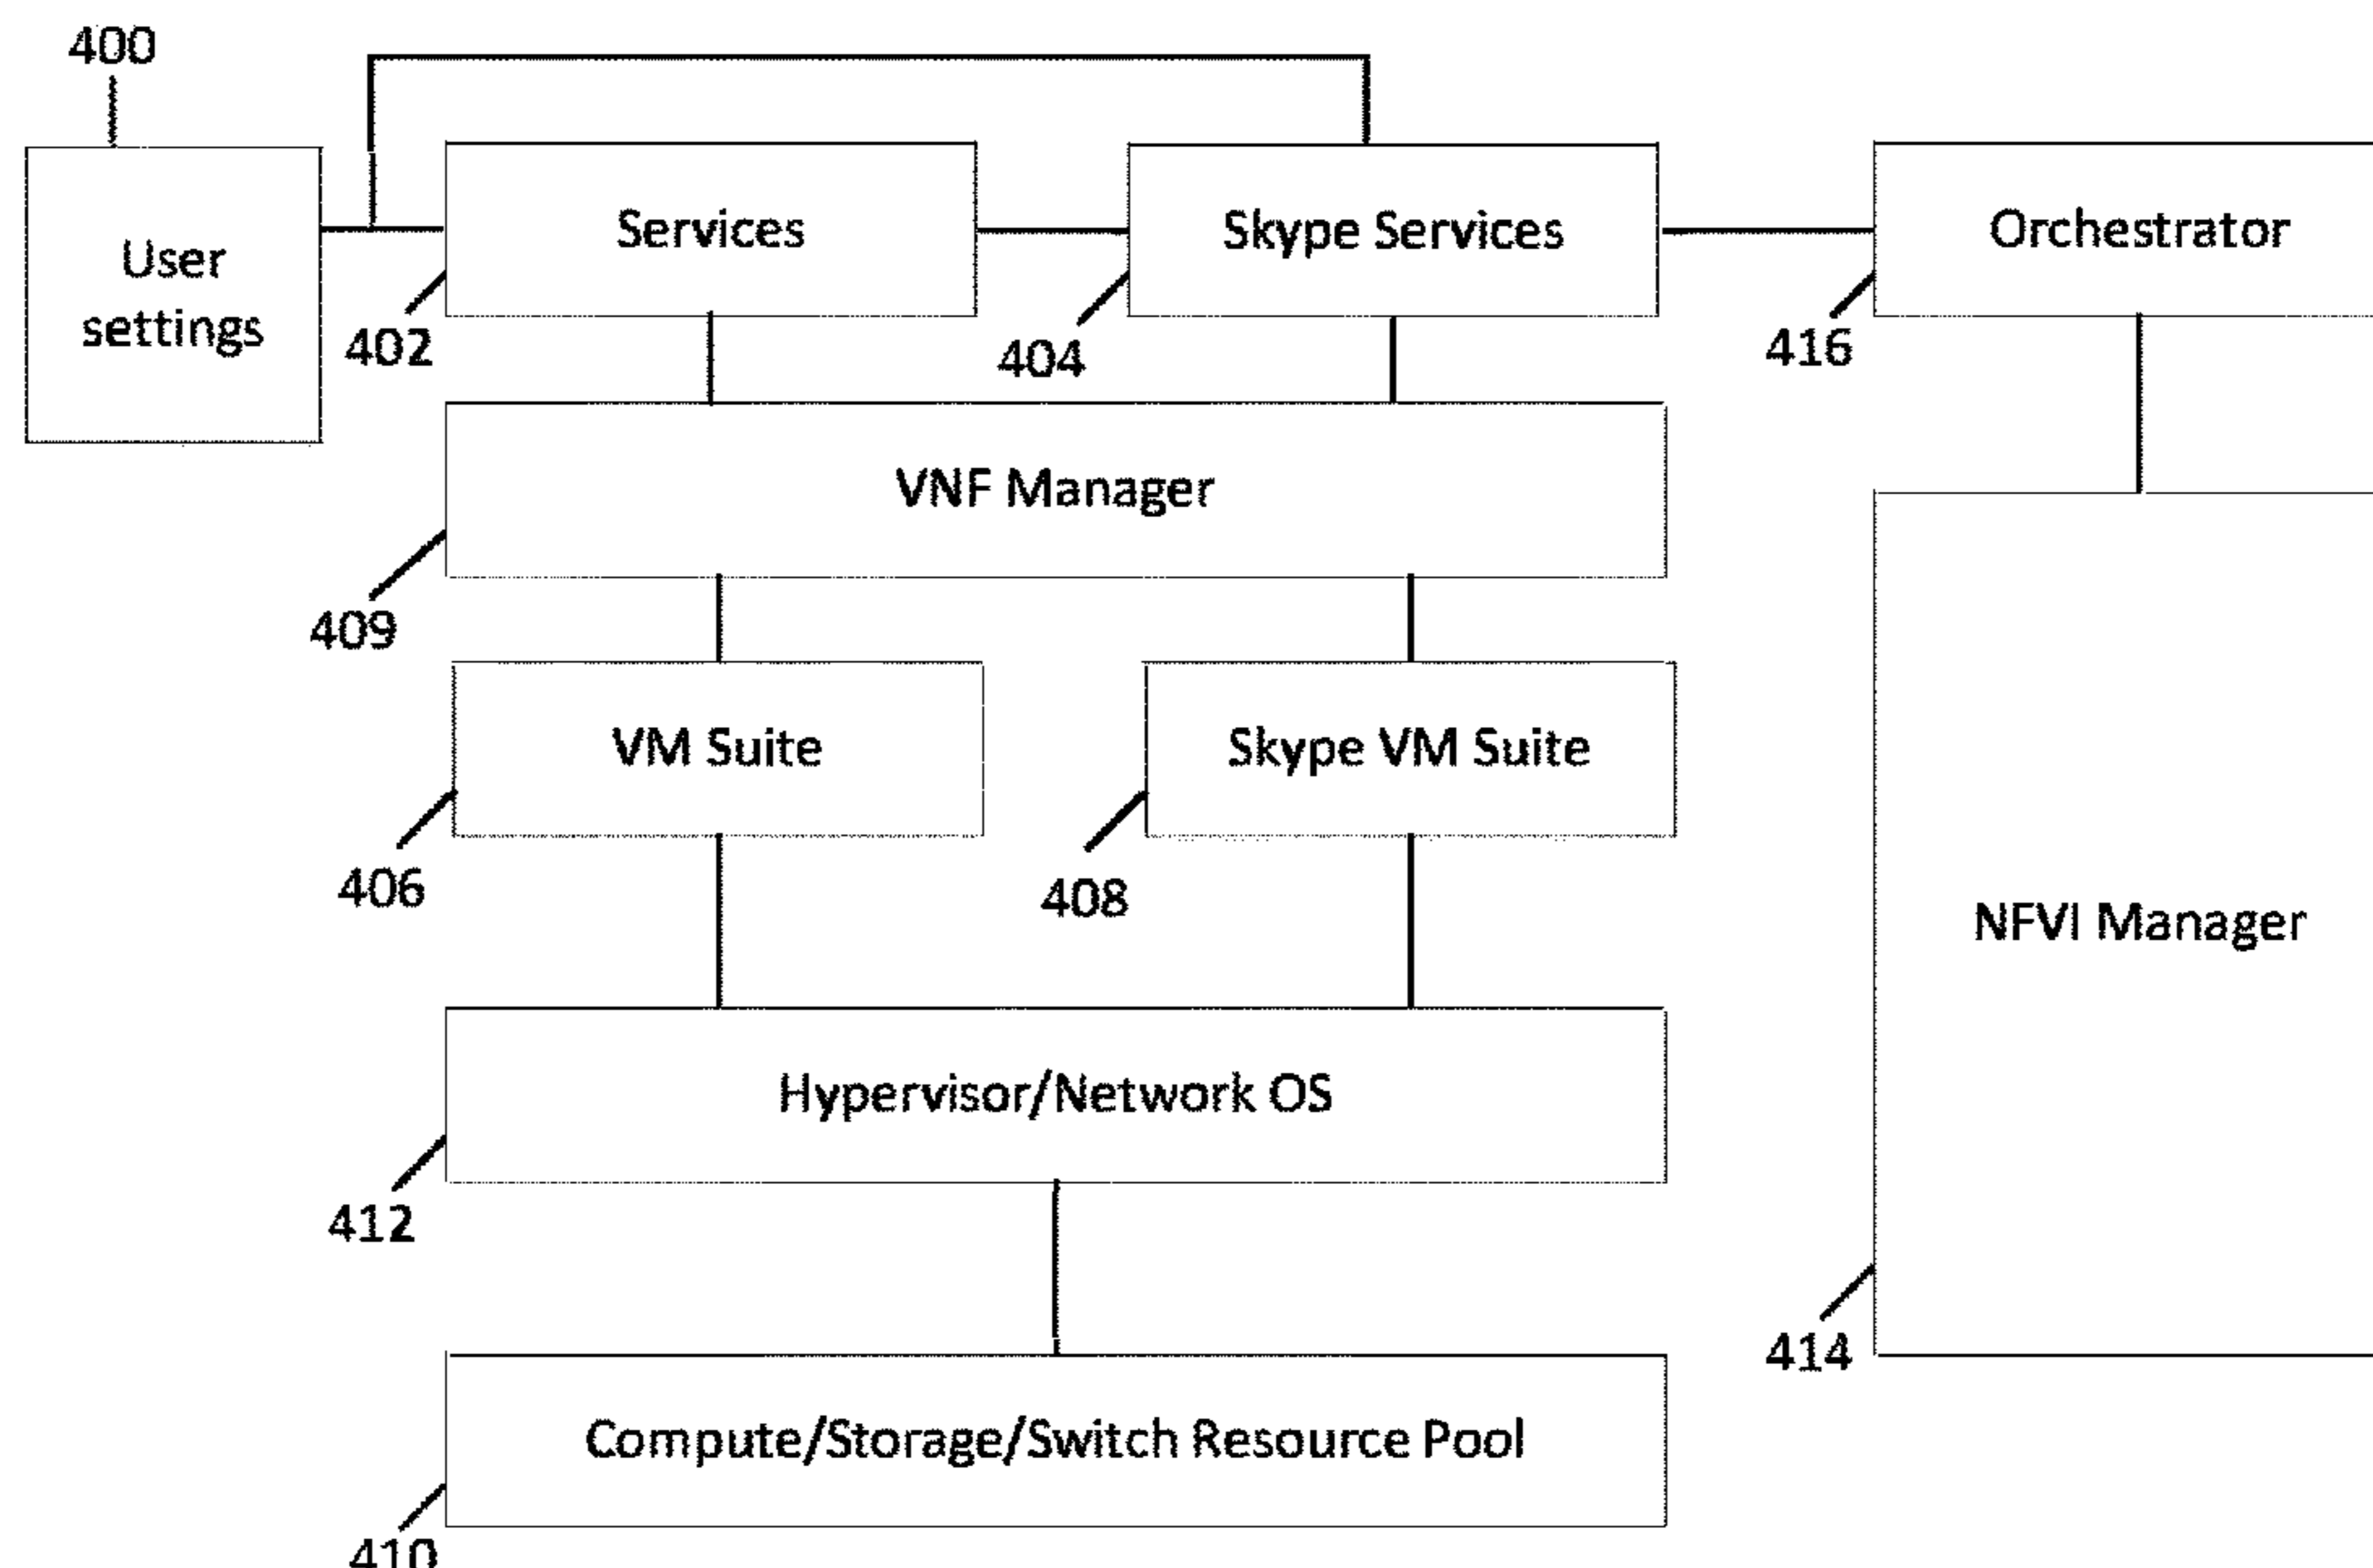 400
User
settings
Services
402
Skype Services
404
Orchestrator
416
VNF Manager
409
VM Suite
406
Skype VM Suite
408
NFVI Manager
414
Hypervisor/Network OS
412
Compute/Storage/Switch Resource Pool
410